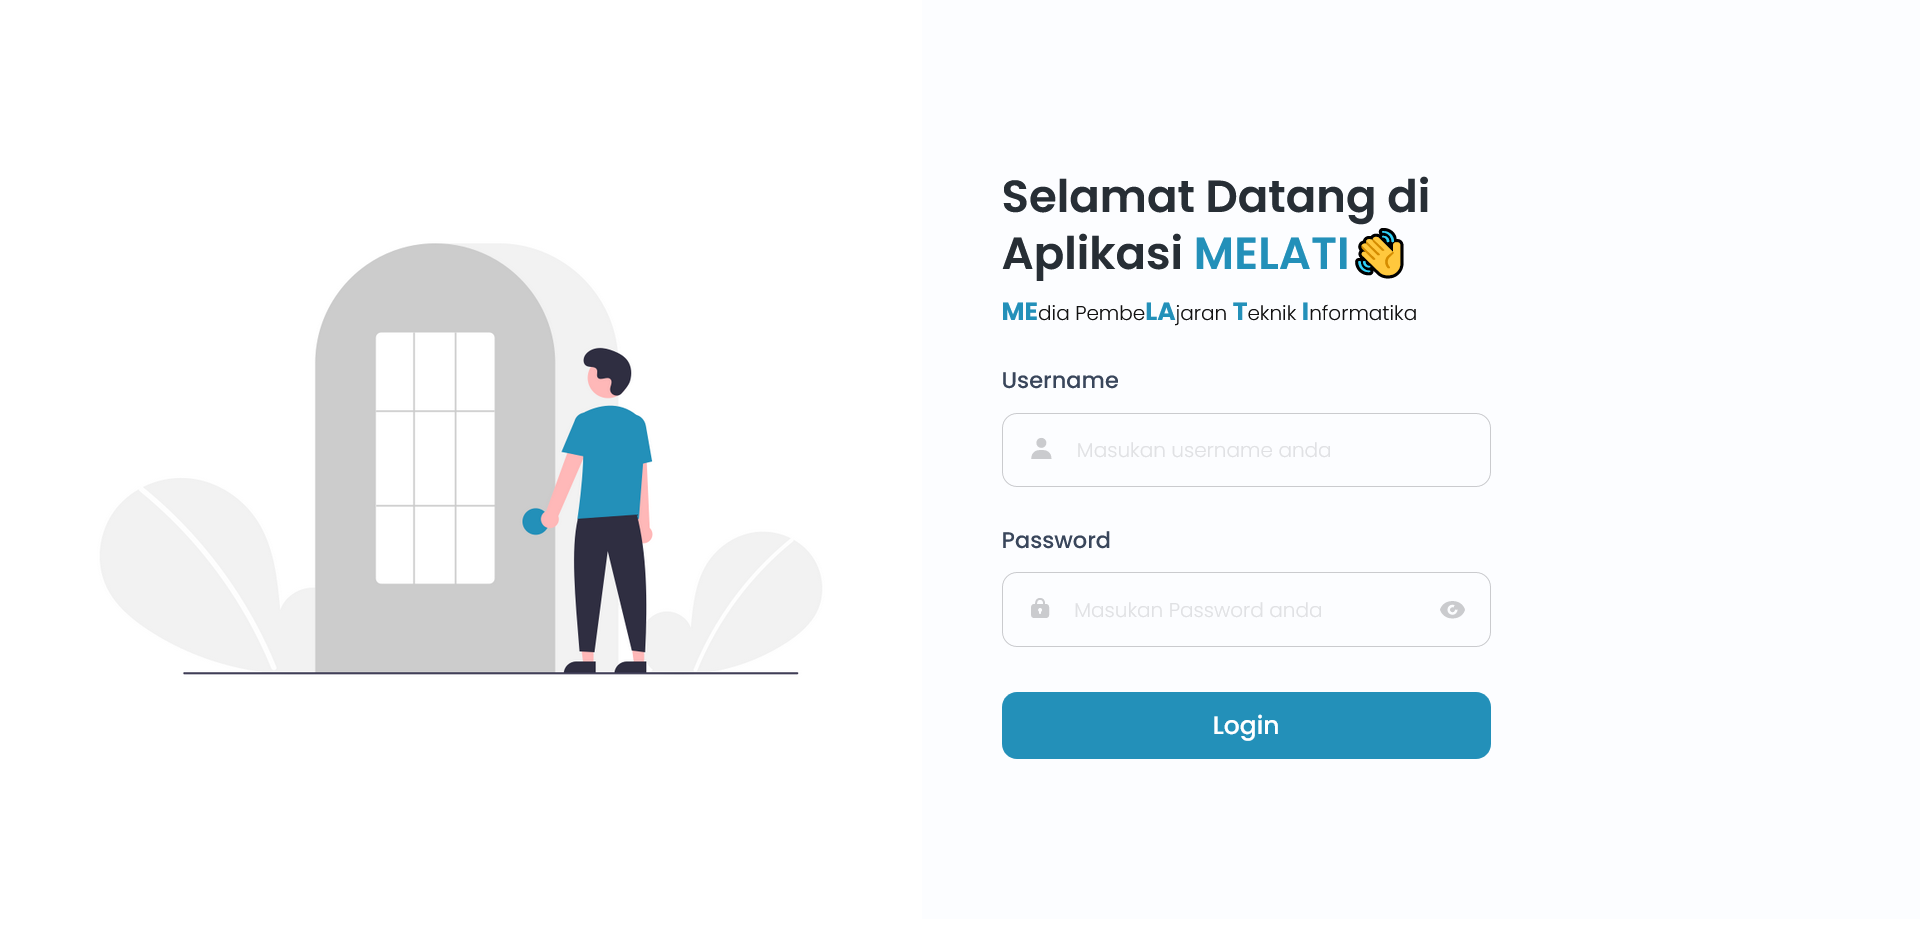 Selamat Datang di
Aplikasi MELATI
MEdia PembeLAjaran Teknik Informatika
Username
Masukan username anda
Password
Masukan Password anda
Login